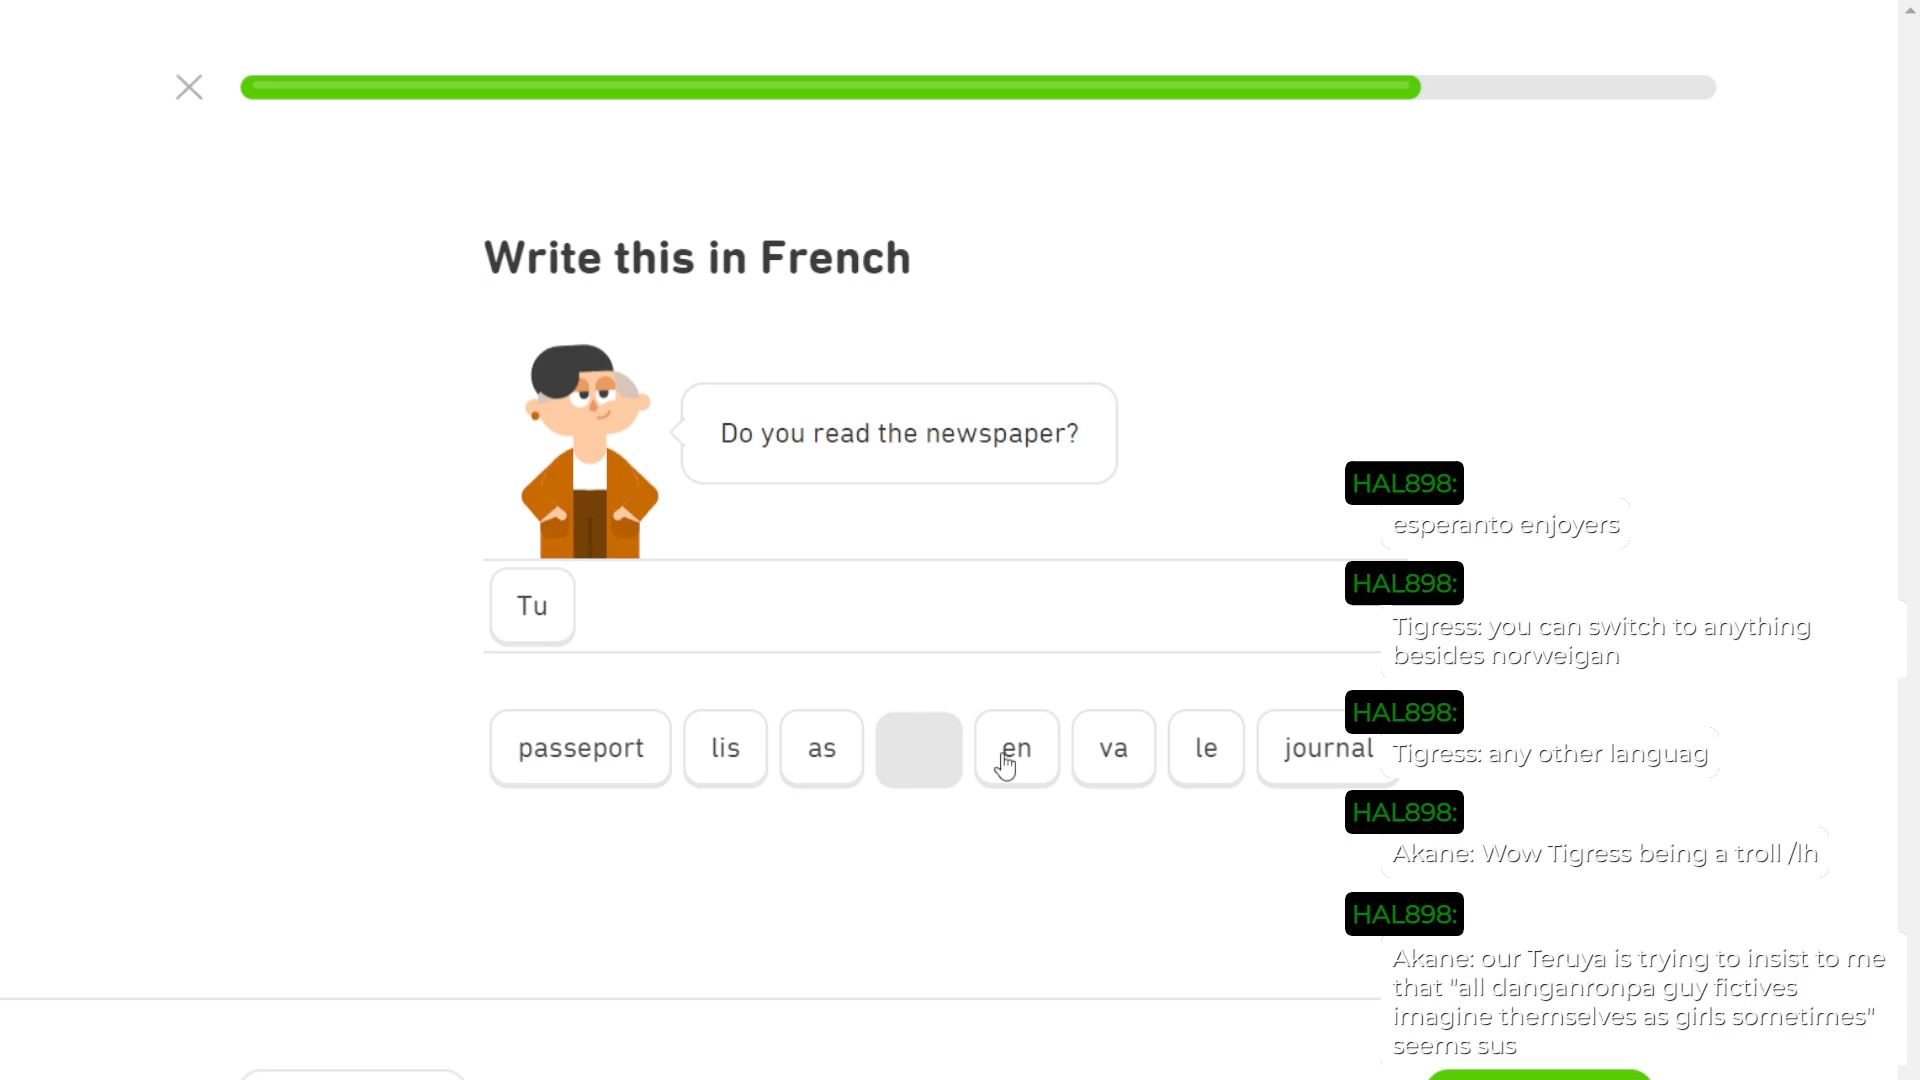 Write this in French
Do you read the newspaper?
Tu
passeport lis as en va le journal
HAL898:
esperanto enjoyers
HAL898:
Tigress: you can switch to anything
besides norweigan
HAL898:
Tigress: any other languag
HAL898:
Akane: Wow Tigress being a troll /lh
HAL898:
Akane: our Teruya is trying to insist to me
that "all danganronpa guy fictives
imagine themselves as girls sometimes"
seems sus